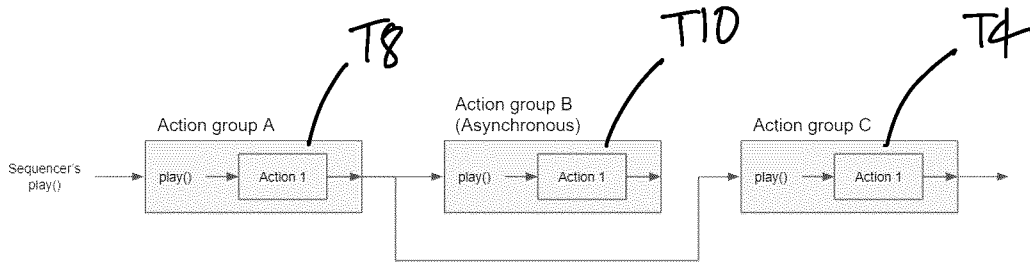 T8
T10
T4
Action group A
Action group B
(Asynchronous)
Action group C
Sequencer's
play()
play()
Action 1
play()
Action 1
play()
Action 1